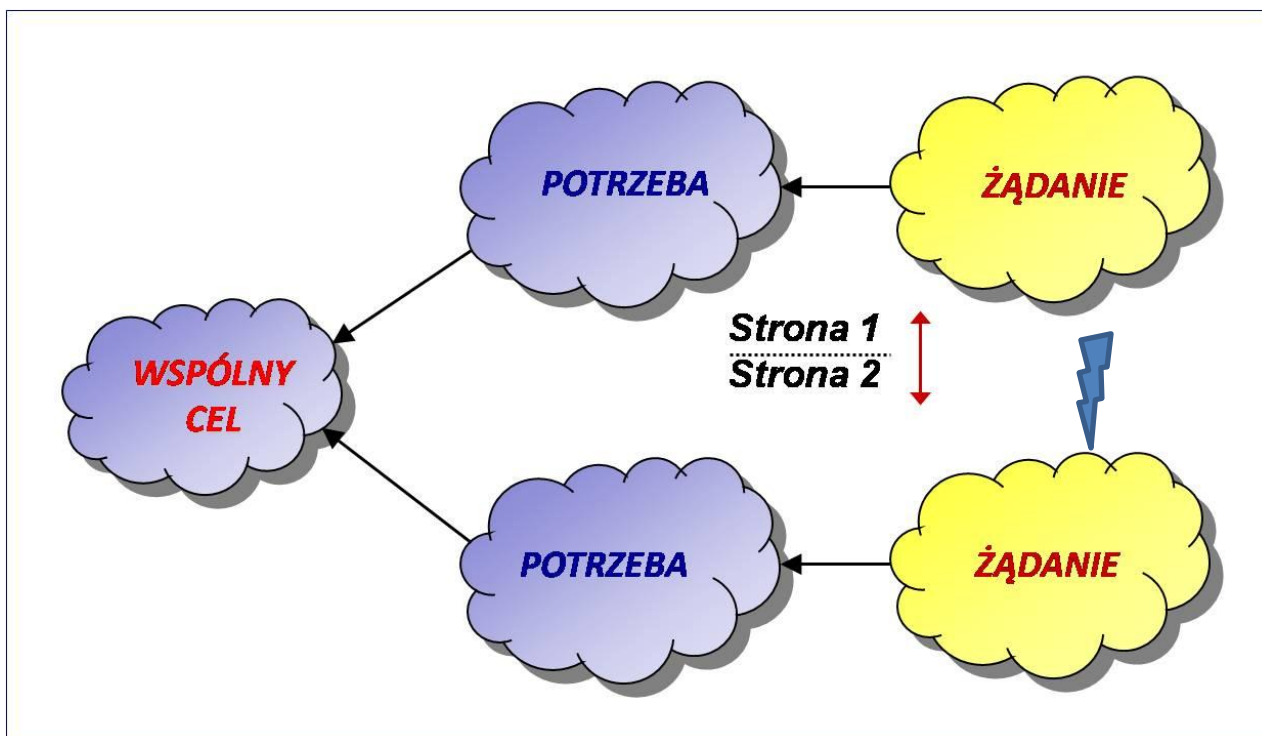 POTRZEBA
ŻĄDANIE
Strona 1
Strona 2
WSPÓLNY
CEL
POTRZEBA
ŻĄDANIE